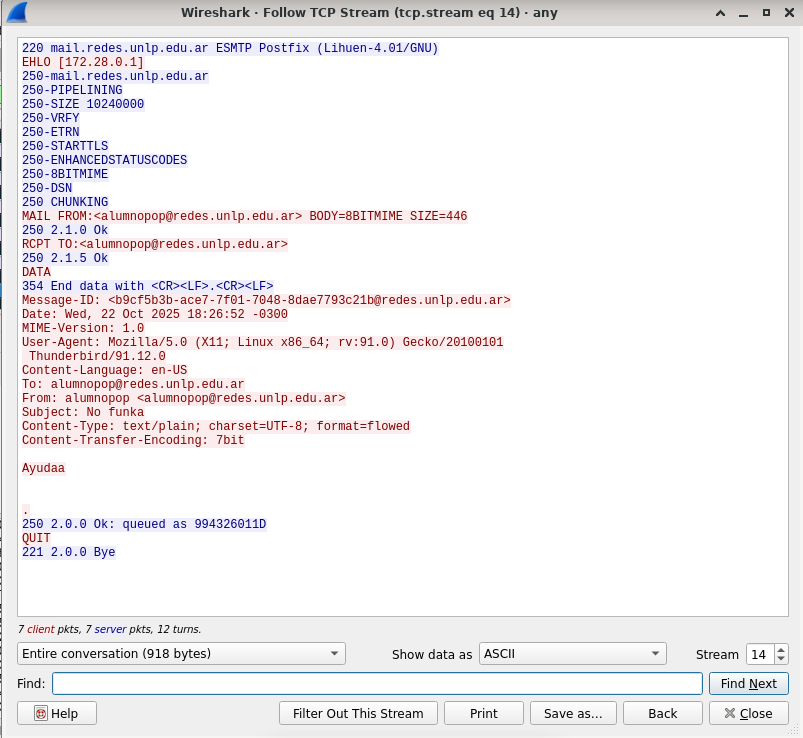 Wireshark - Follow TCP Stream (tcp.stream eq 14) - any
220 mail.redes.unlp.edu.ar ESMTP Postfix (Lihuen-4.01/GNU)
EHLO [172.28.0.1]
250-mail.redes.unlp.edu.ar
250-PIPELINING
250-SIZE 10240000
250-VRFY
250-ETRN
250-STARTTLS
250-ENHANCEDSTATUSCODES
250-8BITMIME
250-DSN
250 CHUNKING
MAIL FROM:<alumnopop@redes.unlp.edu.ar> BODY=8BITMIME SIZE=446
250 2.1.0 Ok
RCPT TO:<alumnopop@redes.unlp.edu.ar>
250 2.1.5 Ok
DATA
354 End data with <CR><LF>.<CR><LF>
Message-ID: <b9cf5b3b-ace7-7f01-7048-8dae7793c21b@redes.unlp.edu.ar>
Date: Wed, 22 Oct 2025 18:26:52 -0300
MIME-Version: 1.0
User-Agent: Mozilla/5.0 (X11; Linux x86_64; rv:91.0) Gecko/20100101
 Thunderbird/91.12.0
Content-Language: en-US
To: alumnopop@redes.unlp.edu.ar
From: alumnopop <alumnopop@redes.unlp.edu.ar>
Subject: No funka
Content-Type: text/plain; charset=UTF-8; format=flowed
Content-Transfer-Encoding: 7bit

Ayudaa


.
250 2.0.0 Ok: queued as 994326011D
QUIT
221 2.0.0 Bye
7 client pkts, 7 server pkts, 12 turns.
Entire conversation (918 bytes) Show data as ASCII Stream 14
Find: Find Next
Help Filter Out This Stream Print Save as... Back Close